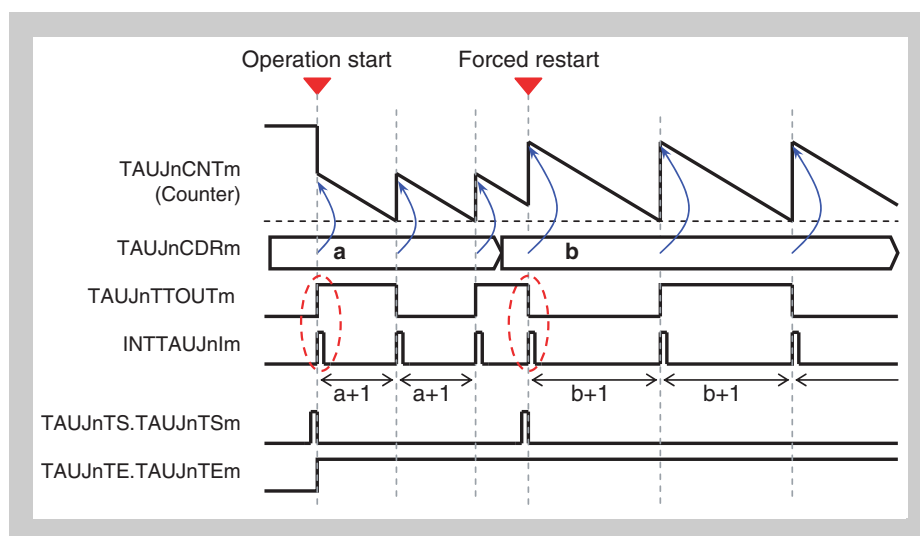 Operation start Forced restart
TAUJnCNTm
(Counter)
TAUJnCDRm a b
TAUJnTTOUTm
INTTAUJnIm
a+1 a+1 b+1 b+1
TAUJnTS.TAUJnTSm
TAUJnTE.TAUJnTEm